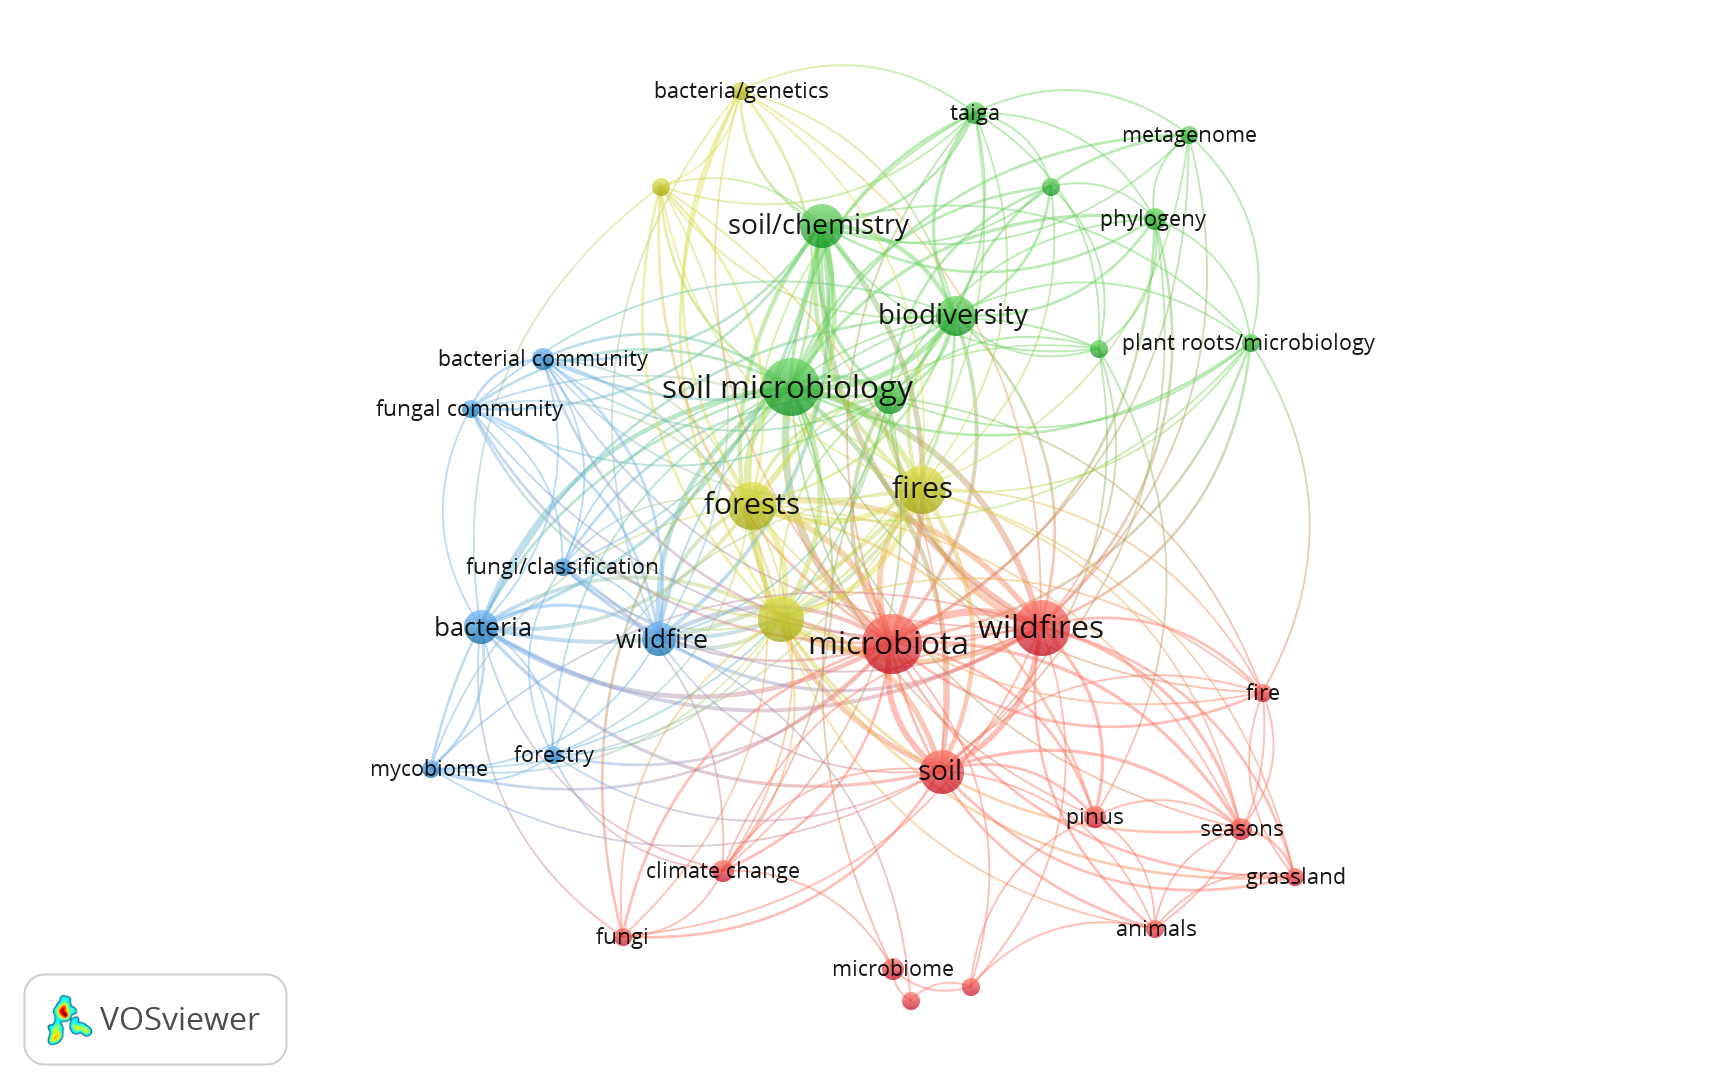 bacteria/genetics
taiga
metagenome
phylogeny
soil/chemistry
biodiversity
plant roots/microbiology
bacterial community
soil microbiology
fungal community
fires
forests
fungi/classification
bacteria
wildfire
microbiota
wildfires
fire
forestry
mycobiome
soil
pinus
seasons
climate change
grassland
animals
fungi
microbiome
VOSviewer